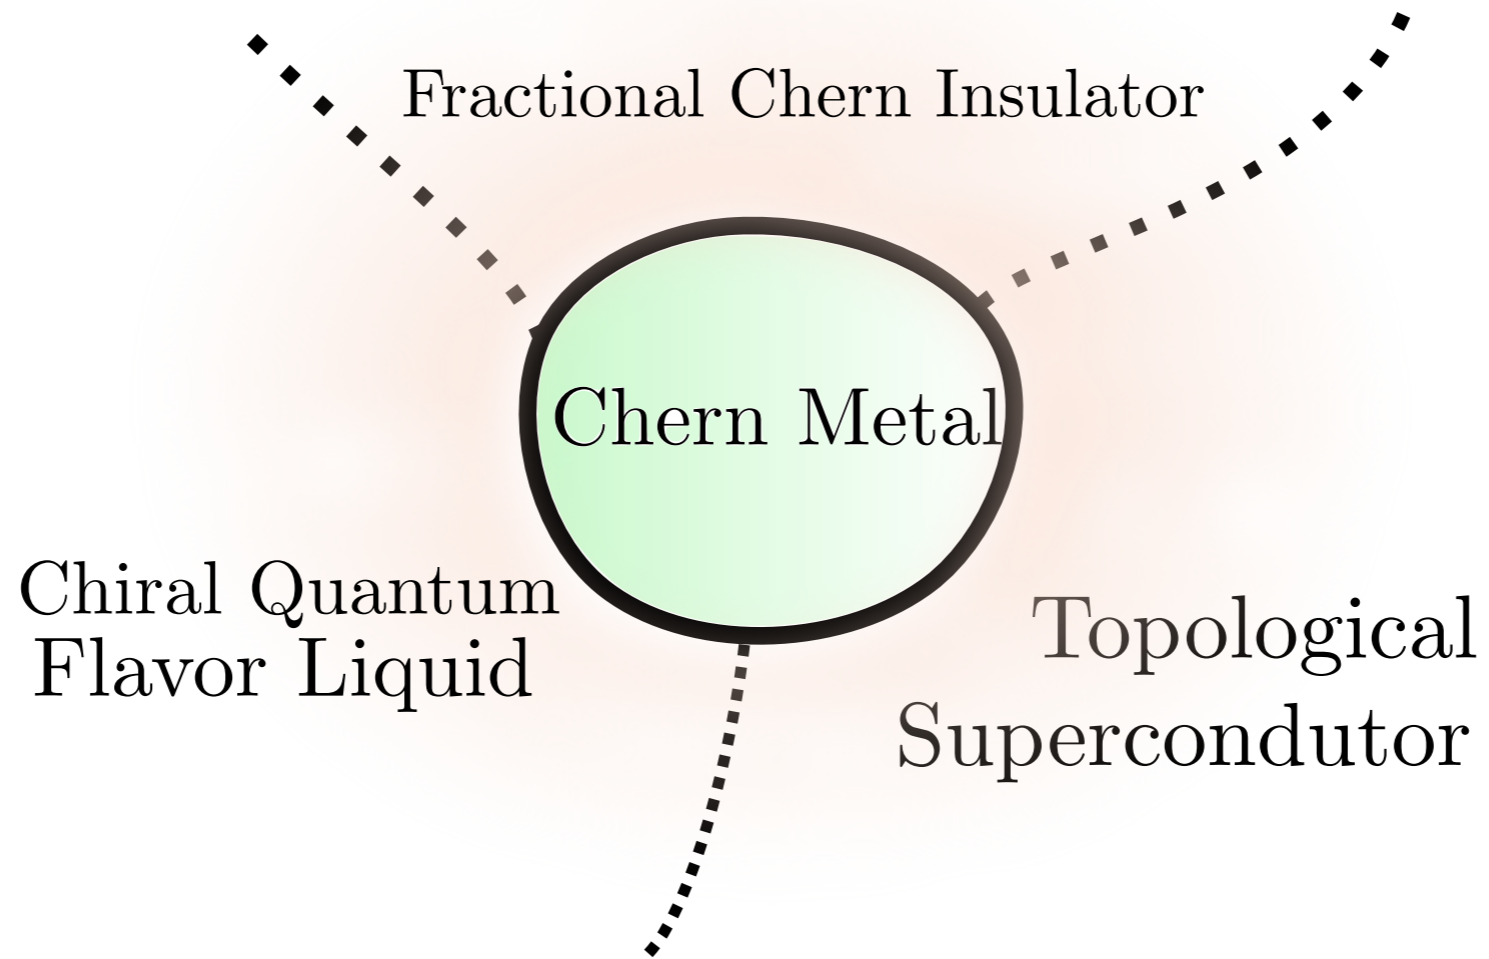 Fractional Chern Insulator
Chern Metal
Chiral Quantum
Flavor Liquid
Topological
Supercondutor